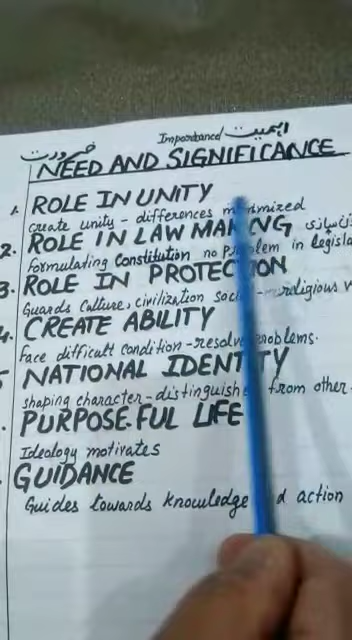 Importance اہمیت
ضرورت
NEED AND SIGNIFICANCE
1. ROLE IN UNITY
create unity - differences minimized
2. ROLE IN LAW MAKING
formulating Constitution no problem in legisla
3. ROLE IN PROTECTION
Guards culture, civilization - religious v
4. CREATE ABILITY
Face difficult condition - resolve problems.
5 NATIONAL IDENTITY
shaping character - distinguish from other
. PURPOSE-FUL LIFE
Ideology motivates
GUIDANCE
Guides towards knowledge and action